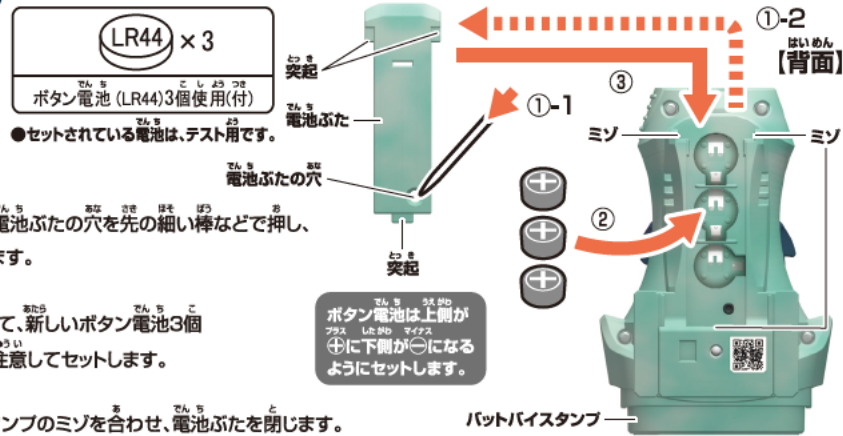 LR44 ×3
ボタン電池 (LR44)3個使用(付)
●セットされている電池は、テスト用です。
突起
電池ぶた
電池ぶたの穴
突起
①-1
①-2
【背面】
③
ミゾ
ミゾ
②
電池ぶたの穴を先の細い棒などで押し、
ます。
て、新しいボタン電池3個
注意してセットします。
ンプのミゾを合わせ、電池ぶたを閉じます。
ボタン電池は上側が
⊕に下側が⊖になる
ようにセットします。
バットバイスタンプ